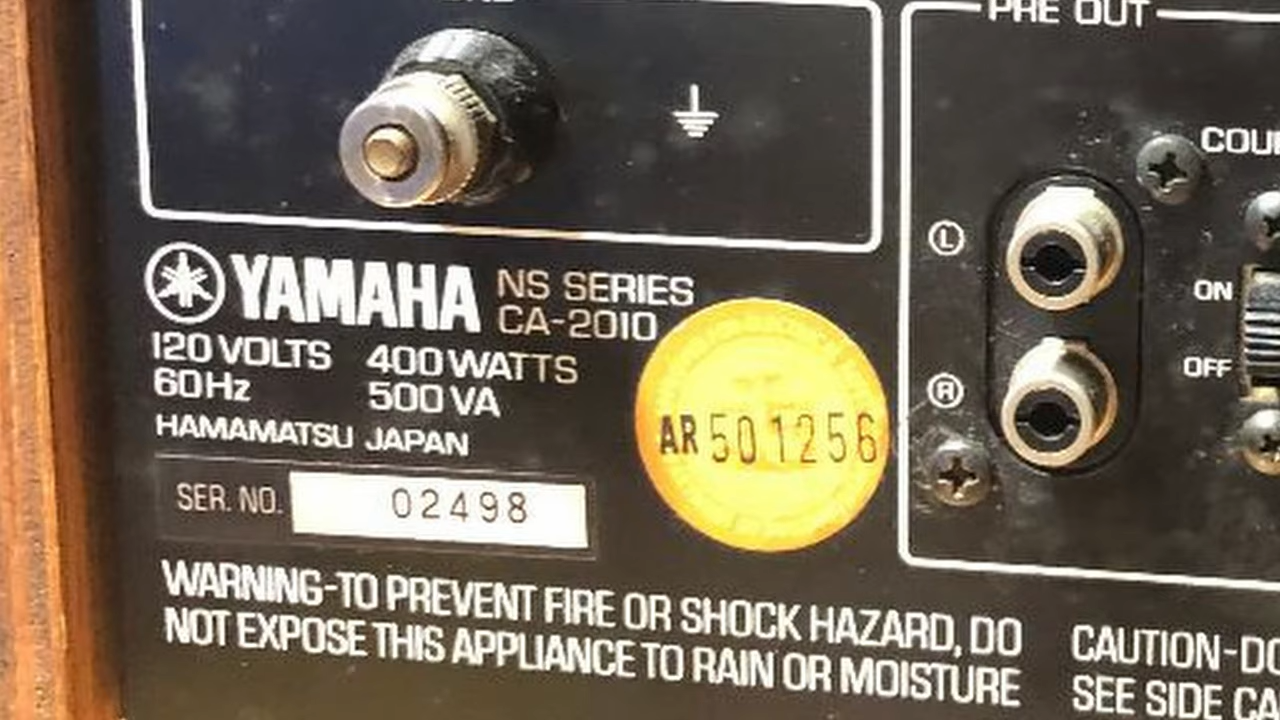 PRE OUT
L
R
ON
OFF
YAMAHA
NS SERIES
CA-2010
120 VOLTS 400 WATTS
60Hz 500 VA
HAMAMATSU JAPAN
AR 501256
SER. NO. 02498
WARNING-TO PREVENT FIRE OR SHOCK HAZARD, DO
NOT EXPOSE THIS APPLIANCE TO RAIN OR MOISTURE
CAUTION-DO
SEE SIDE CA